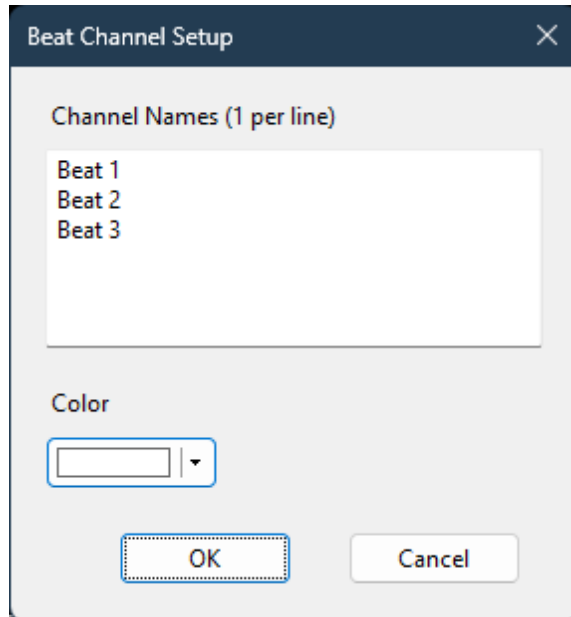 Beat Channel Setup
Channel Names (1 per line)
Beat 1
Beat 2
Beat 3
Color
OK
Cancel